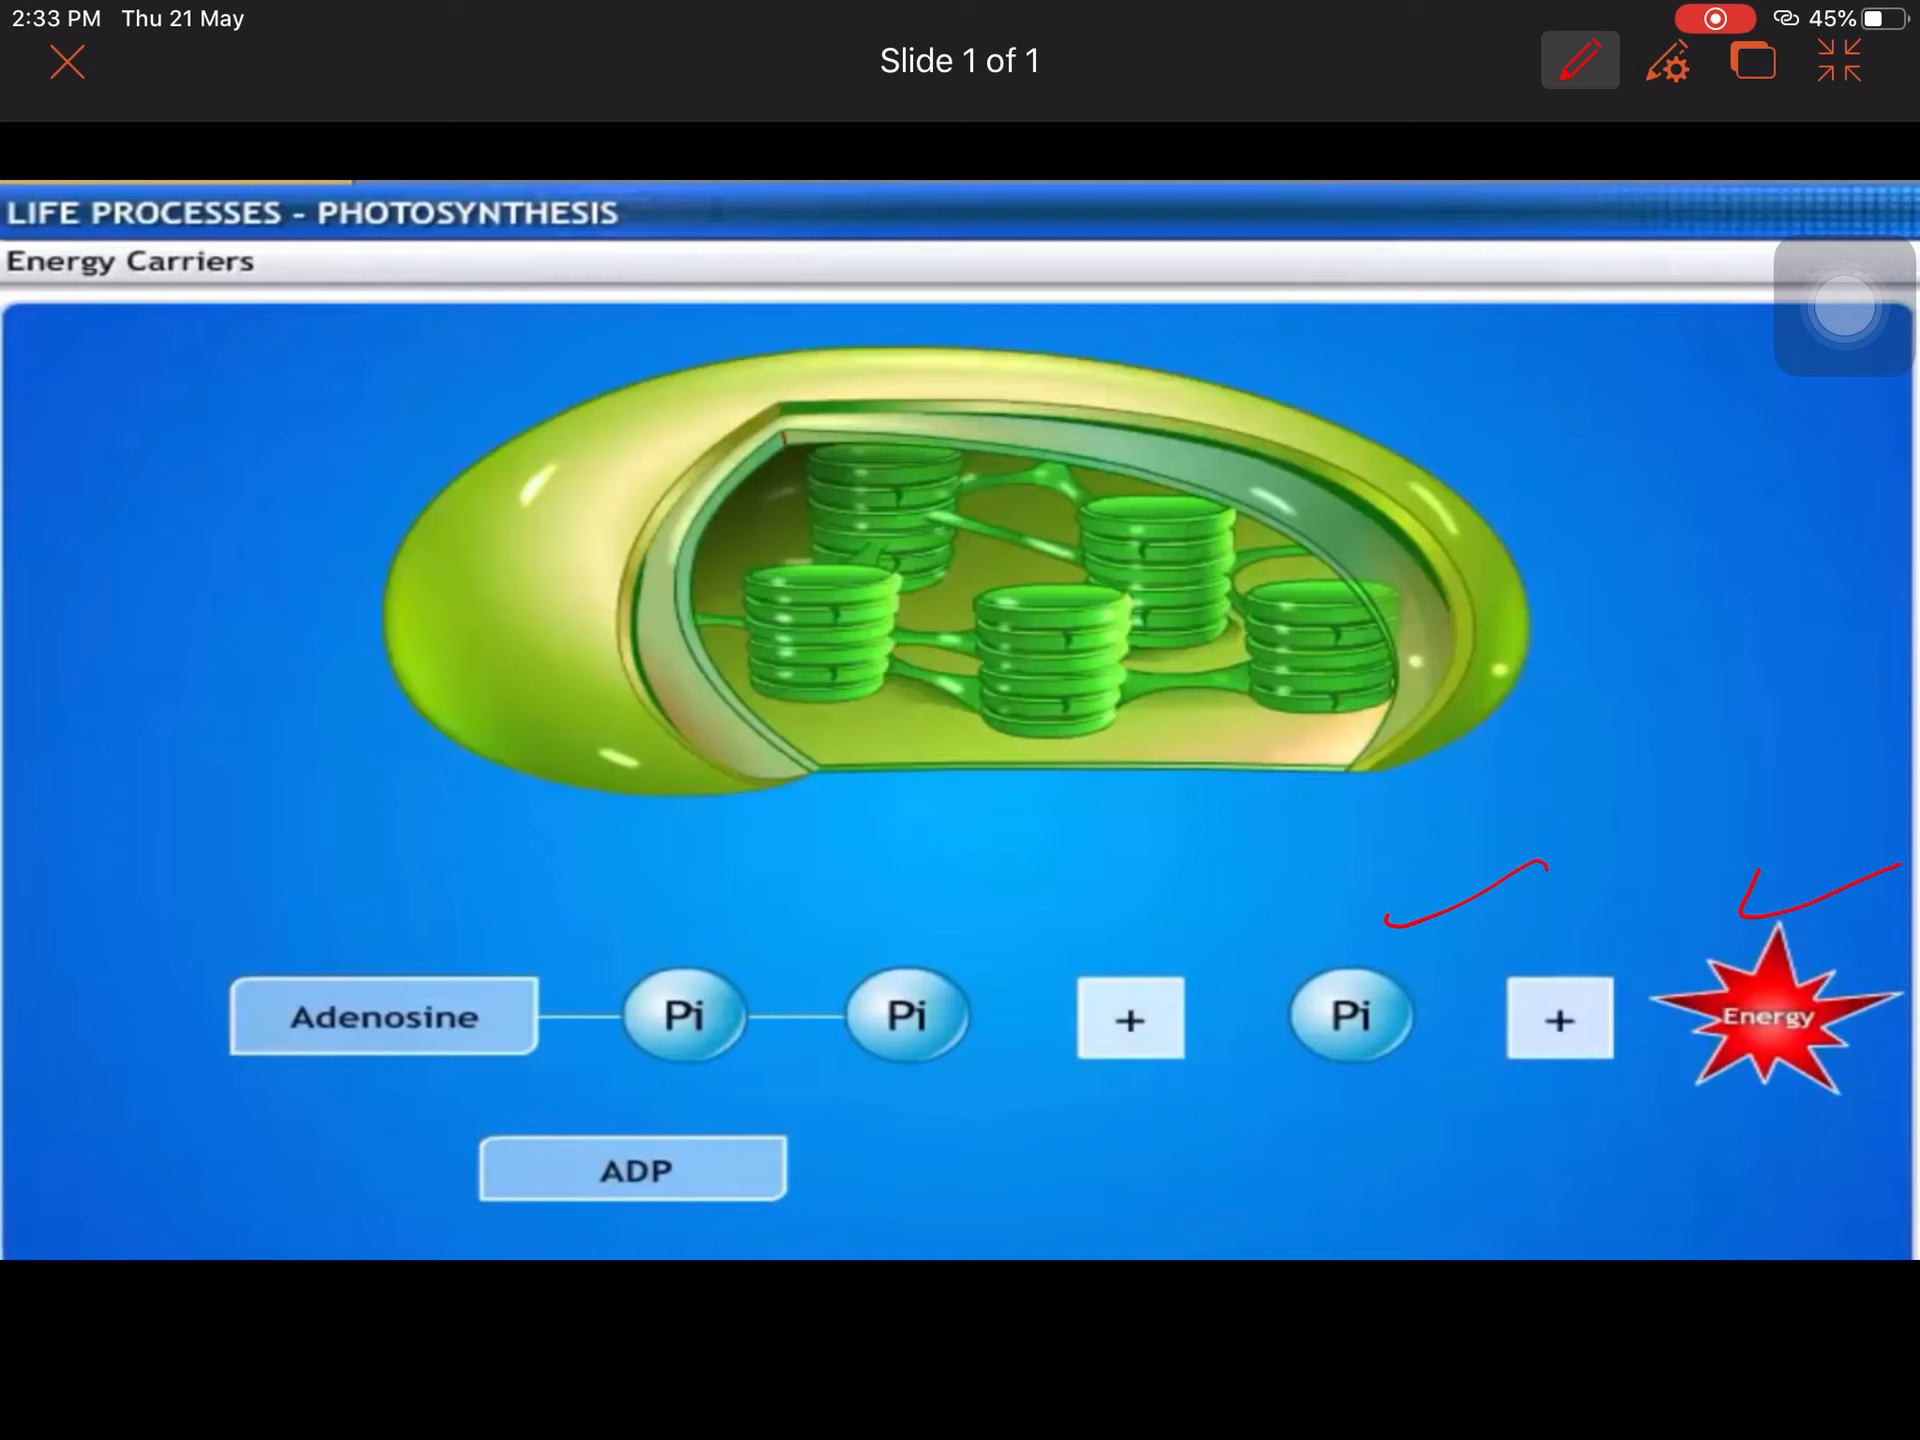 2:33 PM Thu 21 May
45%
Slide 1 of 1
LIFE PROCESSES - PHOTOSYNTHESIS
Energy Carriers
Adenosine Pi Pi + Pi + Energy
ADP